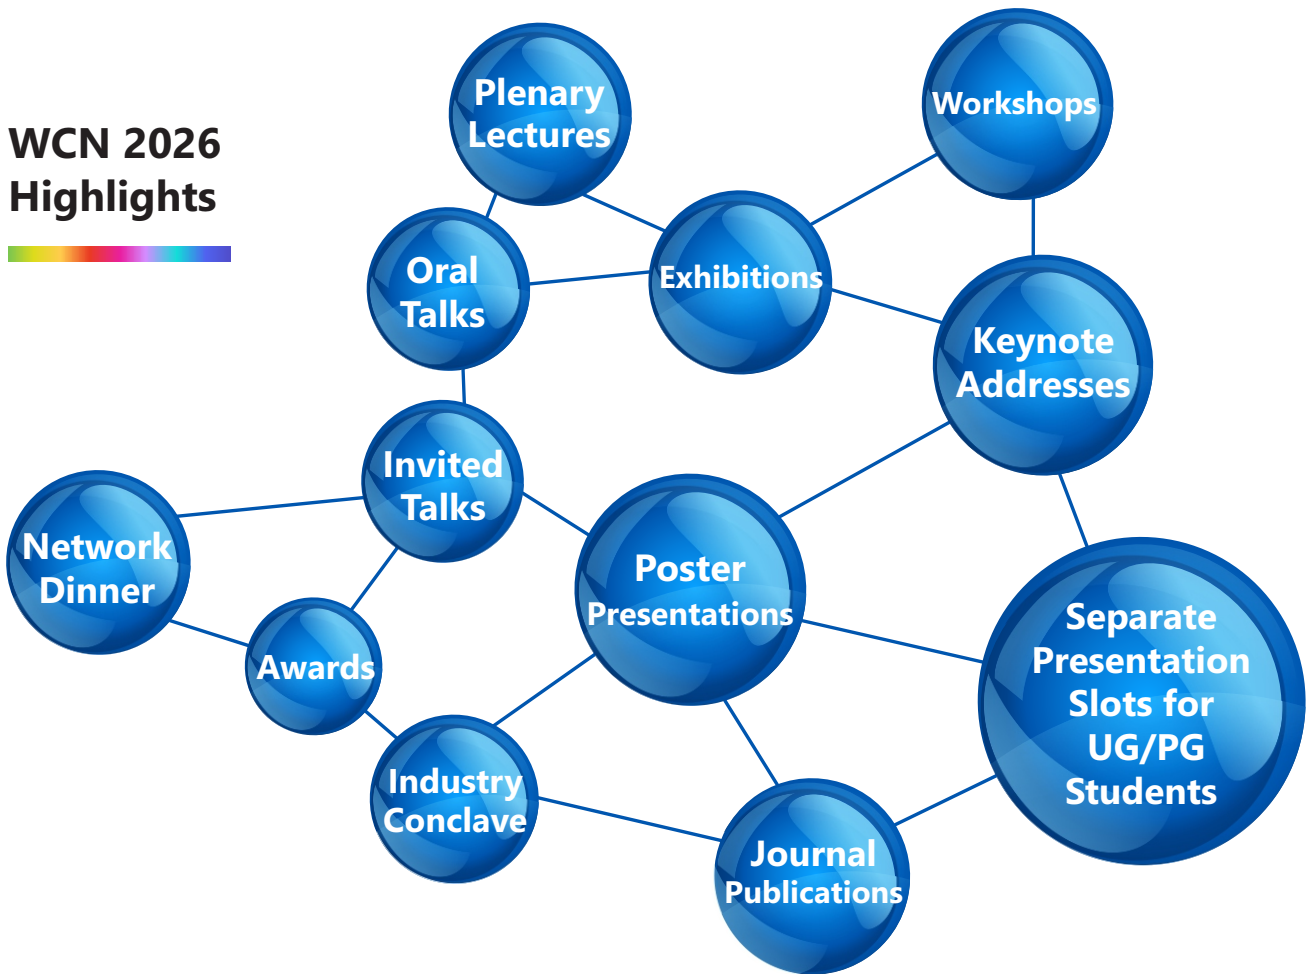 WCN 2026
Highlights
Plenary
Lectures
Workshops
Oral
Talks
Exhibitions
Keynote
Addresses
Invited
Talks
Network
Dinner
Poster
Presentations
Awards
Separate
Presentation
Slots for
UG/PG
Students
Industry
Conclave
Journal
Publications